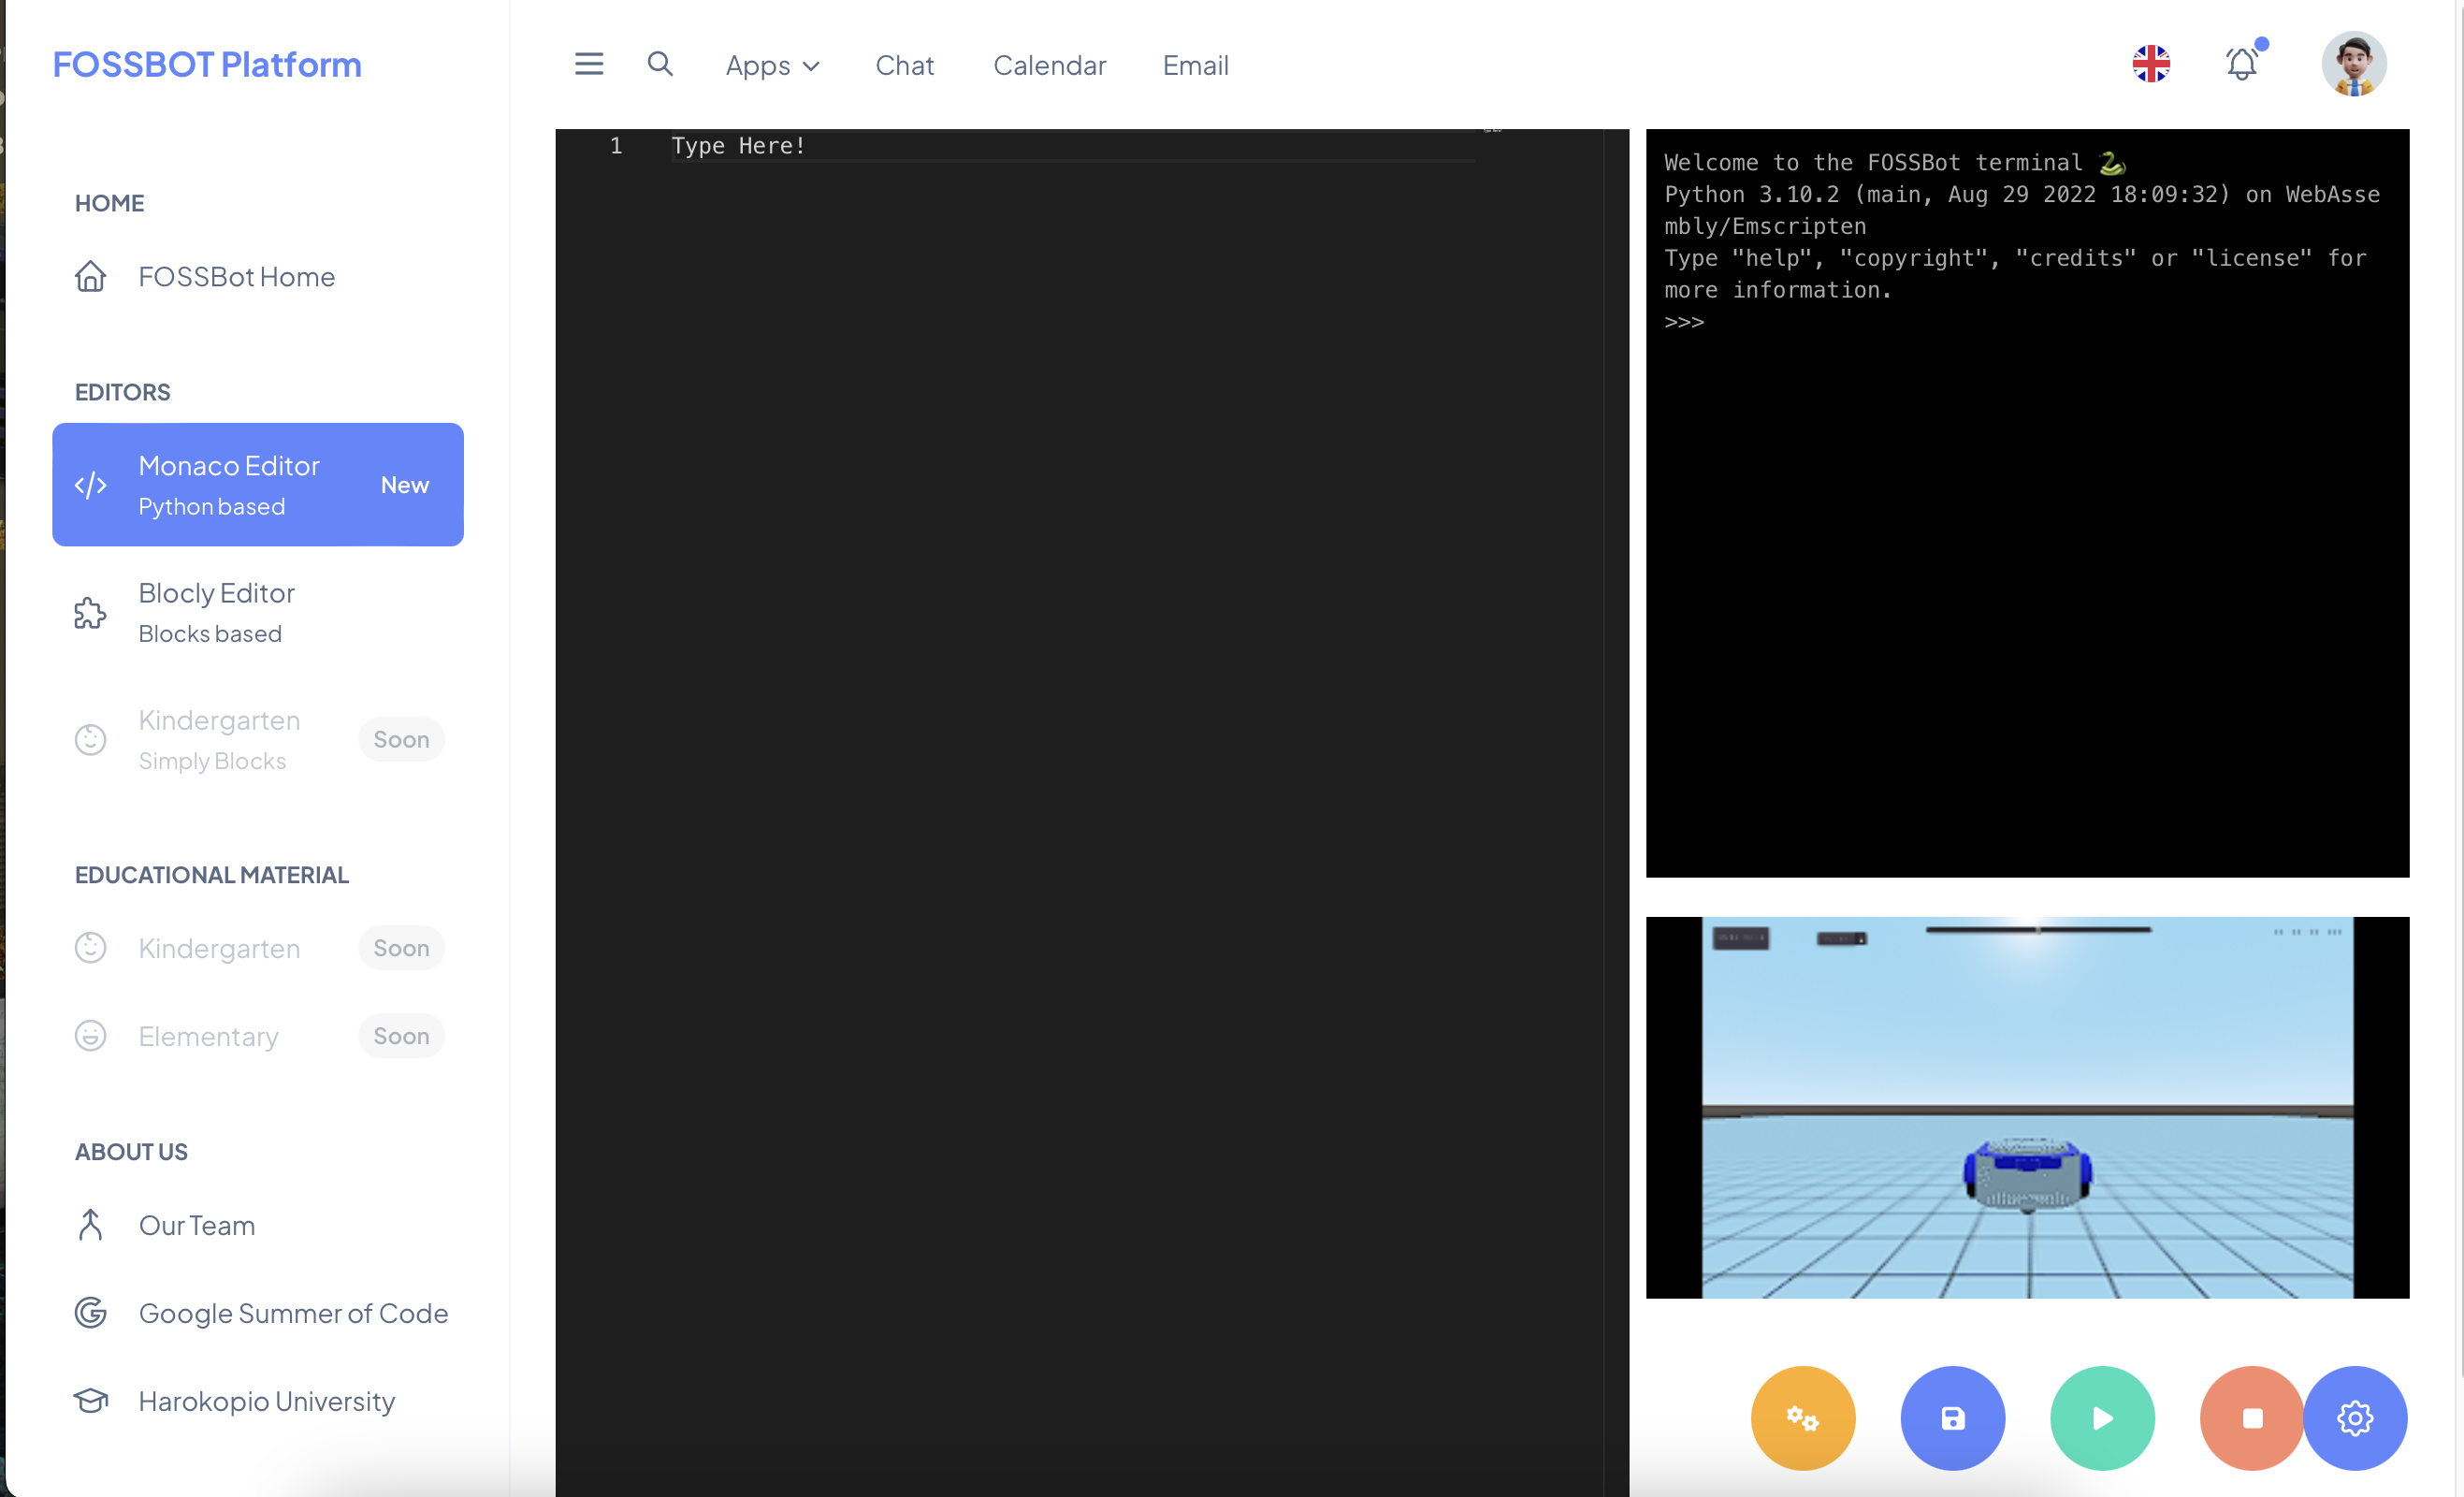 FOSSBOT Platform
Apps
Chat
Calendar
Email
HOME
FOSSBot Home
EDITORS
Monaco Editor
Python based
New
Blocly Editor
Blocks based
Kindergarten
Simply Blocks
Soon
EDUCATIONAL MATERIAL
Kindergarten
Soon
Elementary
Soon
ABOUT US
Our Team
Google Summer of Code
Harokopio University
1 Type Here!
Welcome to the FOSSBot terminal 🐍
Python 3.10.2 (main, Aug 29 2022 18:09:32) on WebAsse
mbly/Emscripten
Type "help", "copyright", "credits" or "license" for
more information.
>>>